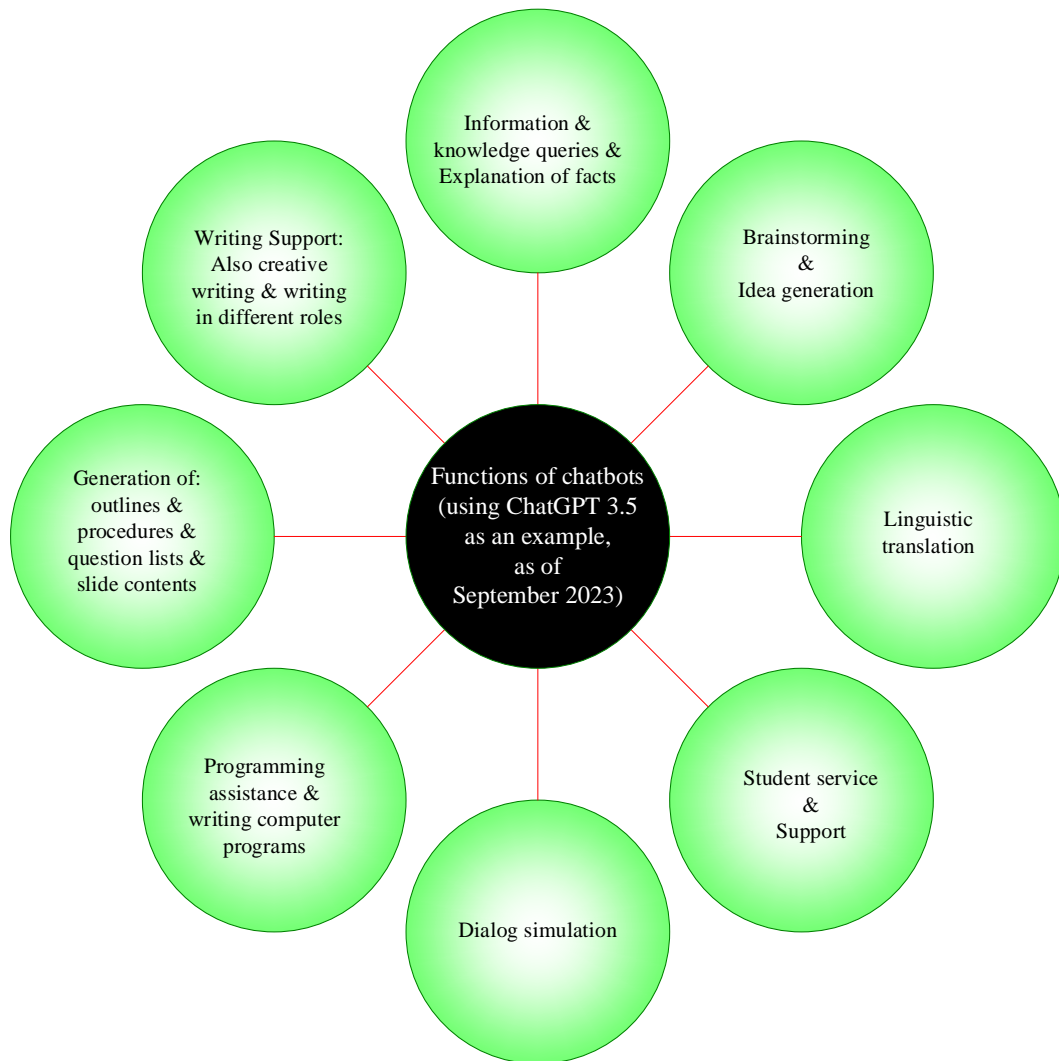 Information &
knowledge queries &
Explanation of facts
Brainstorming
&
Idea generation
Linguistic
translation
Student service
&
Support
Dialog simulation
Programming
assistance &
writing computer
programs
Generation of:
outlines &
procedures &
question lists &
slide contents
Writing Support:
Also creative
writing & writing
in different roles
Functions of chatbots
(using ChatGPT 3.5
as an example,
as of
September 2023)